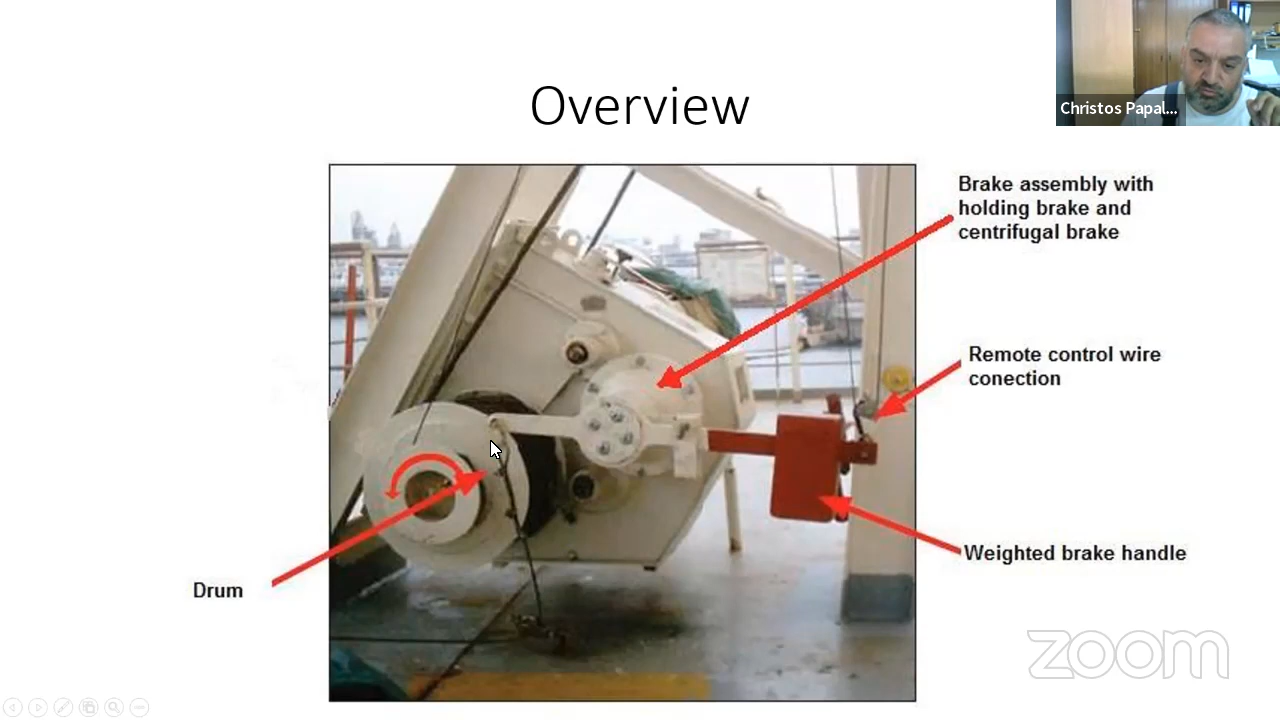 Overview
Christos Papal...
Brake assembly with
holding brake and
centrifugal brake
Remote control wire
conection
Weighted brake handle
Drum
zoom